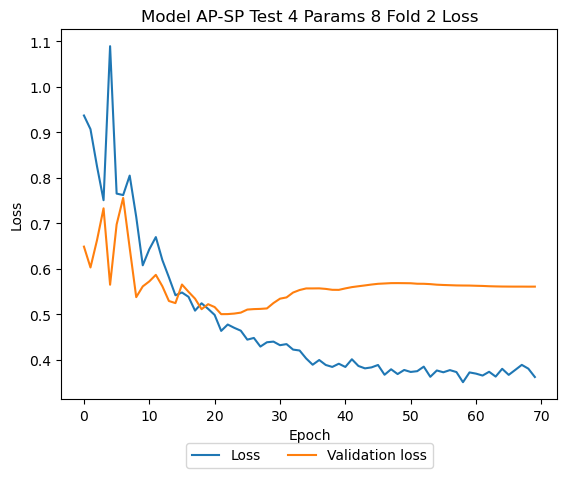 Model AP-SP Test 4 Params 8 Fold 2 Loss
1.1
1.0
0.9
0.8
0.7
0.6
0.5
0.4
Loss
0 10 20 30 40 50 60 70
Epoch
Loss Validation loss